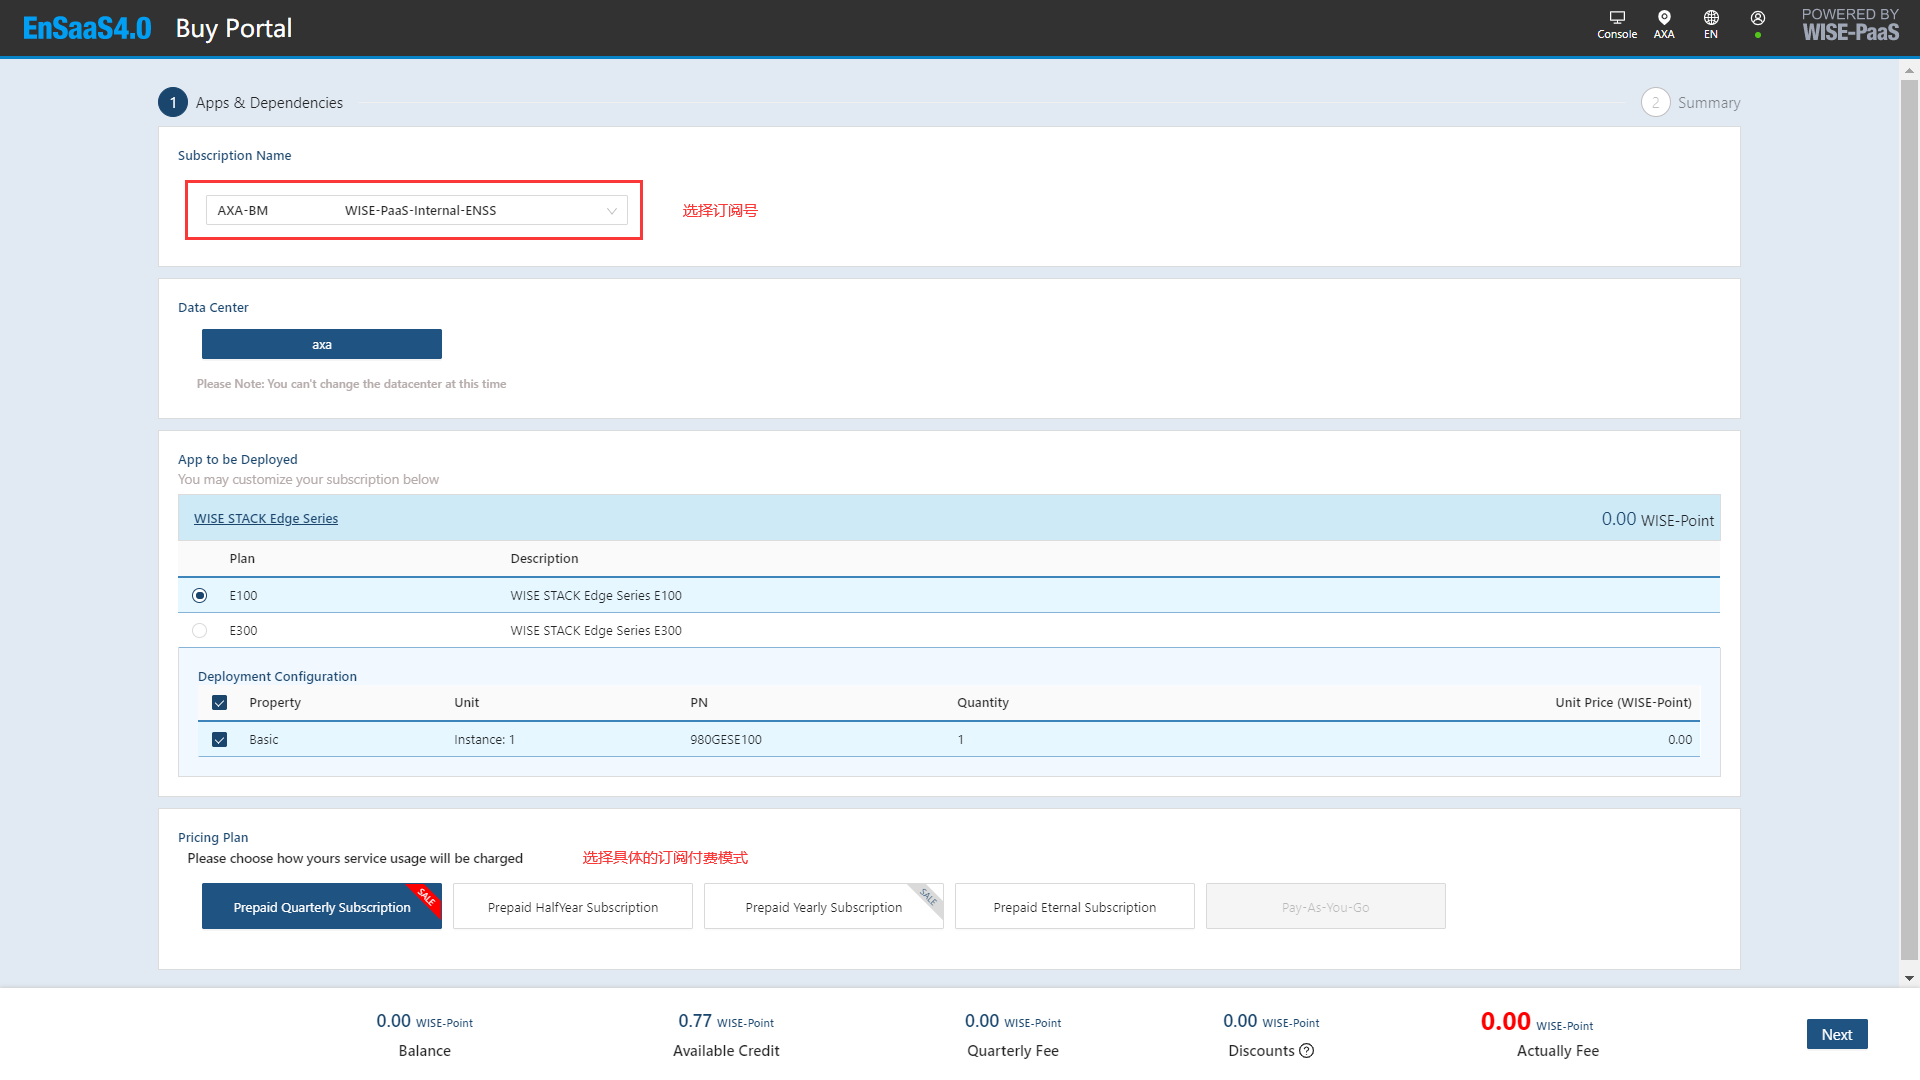 EnSaaS4.0 Buy Portal
Console AXA EN
POWERED BY
WISE-PaaS
1 Apps & Dependencies
2 Summary
Subscription Name
AXA-BM WISE-PaaS-Internal-ENSS
选择订阅号
Data Center
axa
Please Note: You can't change the datacenter at this time
App to be Deployed
You may customize your subscription below
WISE STACK Edge Series 0.00 WISE-Point
Plan Description
E100 WISE STACK Edge Series E100
E300 WISE STACK Edge Series E300
Deployment Configuration
Property Unit PN Quantity Unit Price (WISE-Point)
Basic Instance: 1 980GESE100 1 0.00
Pricing Plan
Please choose how yours service usage will be charged
选择具体的订阅付费模式
Prepaid Quarterly Subscription SALE
Prepaid HalfYear Subscription
Prepaid Yearly Subscription SALE
Prepaid Eternal Subscription
Pay-As-You-Go
0.00 WISE-Point
Balance
0.77 WISE-Point
Available Credit
0.00 WISE-Point
Quarterly Fee
0.00 WISE-Point
Discounts ?
0.00 WISE-Point
Actually Fee
Next